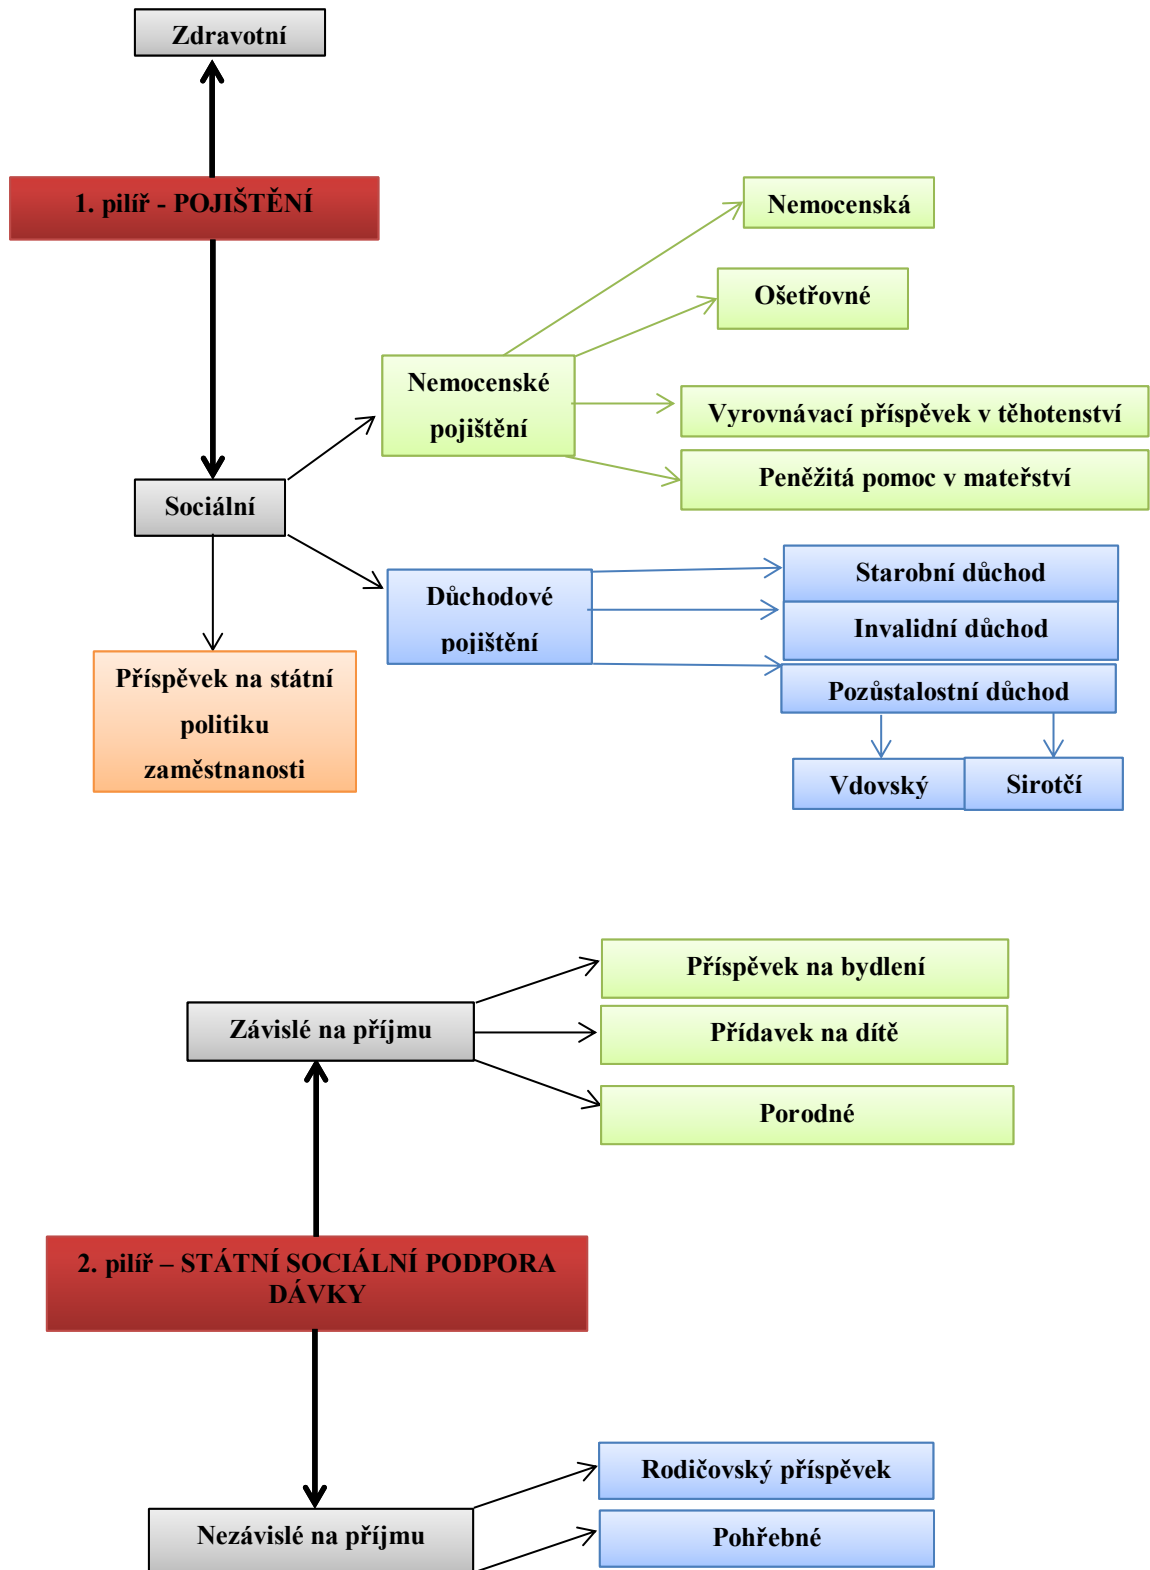 Zdravotní
1. pilíř - POJIŠTĚNÍ
Nemocenská
Ošetřovné
Nemocenské
pojištění
Vyrovnávací příspěvek v těhotenství
Peněžitá pomoc v mateřství
Sociální
Důchodové
pojištění
Starobní důchod
Invalidní důchod
Pozůstalostní důchod
Vdovský
Sirotčí
Příspěvek na státní
politiku
zaměstnanosti
Příspěvek na bydlení
Závislé na příjmu
Přídavek na dítě
Porodné
2. pilíř – STÁTNÍ SOCIÁLNÍ PODPORA
DÁVKY
Rodičovský příspěvek
Nezávislé na příjmu
Pohřebné